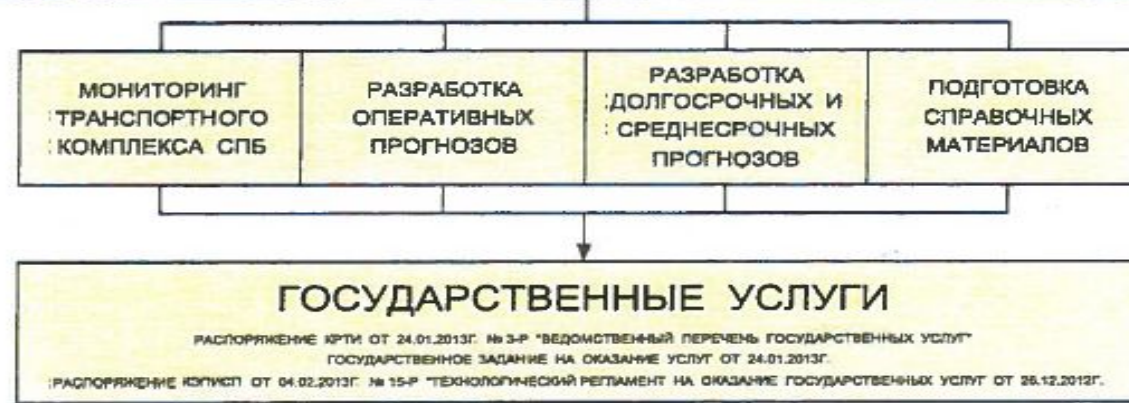 МОНИТОРИНГ
ТРАНСПОРТНОГО
КОМПЛЕКСА СПБ
РАЗРАБОТКА
ОПЕРАТИВНЫХ
ПРОГНОЗОВ
РАЗРАБОТКА
ДОЛГОСРОЧНЫХ И
СРЕДНЕСРОЧНЫХ
ПРОГНОЗОВ
ПОДГОТОВКА
СПРАВОЧНЫХ
МАТЕРИАЛОВ
ГОСУДАРСТВЕННЫЕ УСЛУГИ
РАСПОРЯЖЕНИЕ КРТИ ОТ 24.01.2013Г. № 3-Р "ВЕДОМСТВЕННЫЙ ПЕРЕЧЕНЬ ГОСУДАРСТВЕННЫХ УСЛУГ"
ГОСУДАРСТВЕННОЕ ЗАДАНИЕ НА ОКАЗАНИЕ УСЛУГ ОТ 24.01.2013Г.
РАСПОРЯЖЕНИЕ ОТ 04.02.2013Г. № 15-Р "ТЕХНОЛОГИЧЕСКИЙ РЕГЛАМЕНТ НА ОКАЗАНИЕ ГОСУДАРСТВЕННЫХ УСЛУГ ОТ 26.12.2012Г.